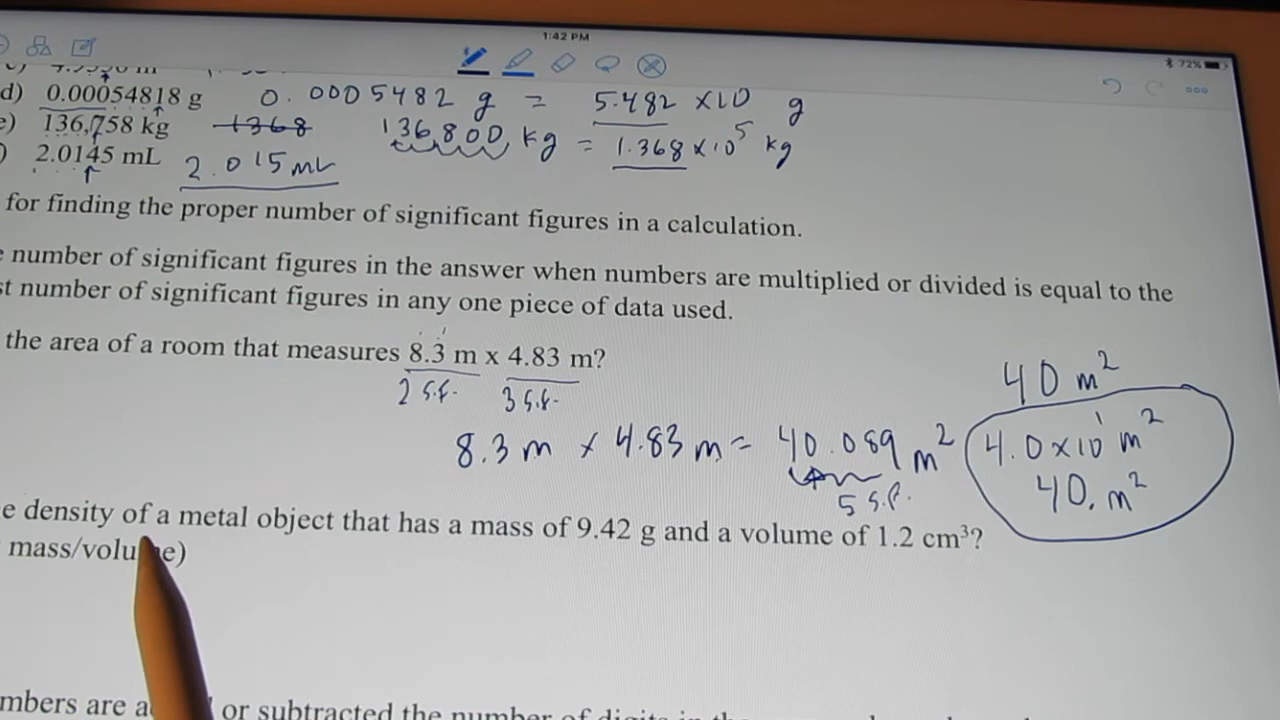 1:42 PM
72%
d) 0.00054818 g 0.0005482 g = 5.482 ×10 g
e) 136,758 kg 1368 136,800, kg = 1.368 × 10⁵ kg
) 2.0145 mL 2.015 mL
for finding the proper number of significant figures in a calculation.
number of significant figures in the answer when numbers are multiplied or divided is equal to the
st number of significant figures in any one piece of data used.
the area of a room that measures 8.3 m x 4.83 m?
2 s.f. 3 s.f.
40 m²
8.3 m × 4.83 m = 40.089 m² 4.0 × 10¹ m²
5 s.f. 40. m²
e density of a metal object that has a mass of 9.42 g and a volume of 1.2 cm³?
mass/volume)
mbers are or subtracted the number of digits in the